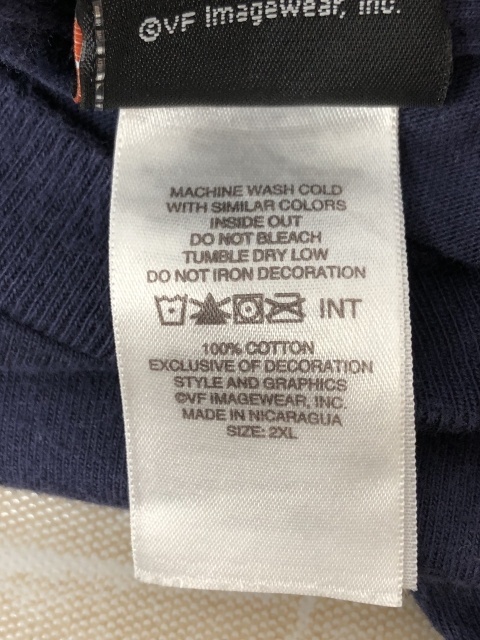 ©VF Imagewear, Inc.
MACHINE WASH COLD
WITH SIMILAR COLORS
INSIDE OUT
DO NOT BLEACH
TUMBLE DRY LOW
DO NOT IRON DECORATION
INT
100% COTTON
EXCLUSIVE OF DECORATION
STYLE AND GRAPHICS
©VF IMAGEWEAR, INC.
MADE IN NICARAGUA
SIZE: 2XL